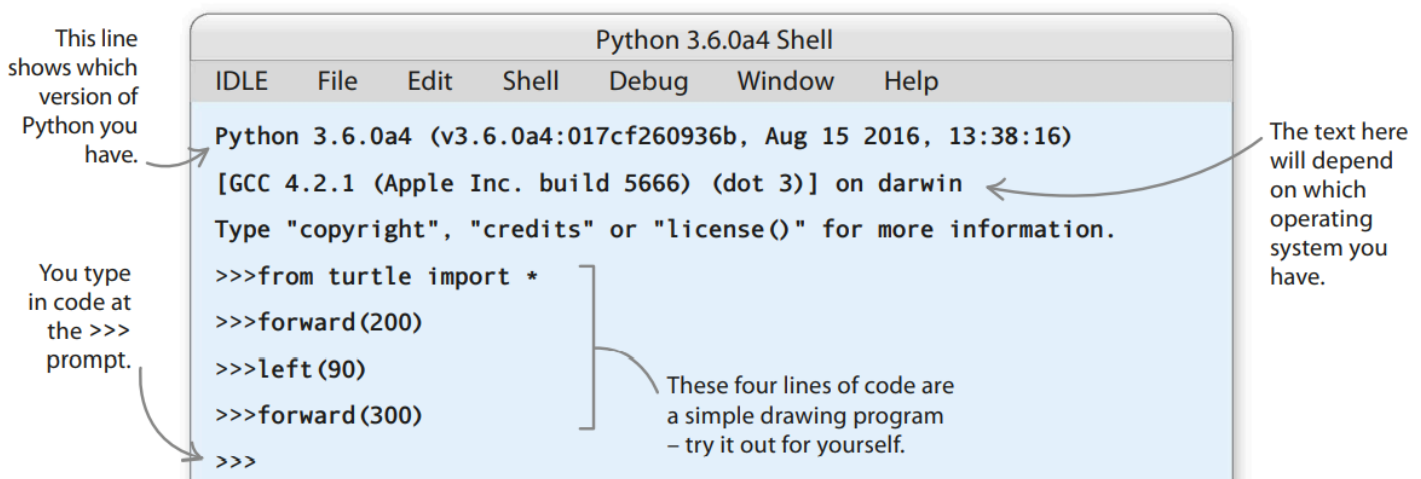 This line
shows which
version of
Python you
have.
Python 3.6.0a4 Shell
IDLE File Edit Shell Debug Window Help
Python 3.6.0a4 (v3.6.0a4:017cf260936b, Aug 15 2016, 13:38:16)
[GCC 4.2.1 (Apple Inc. build 5666) (dot 3)] on darwin
Type "copyright", "credits" or "license()" for more information.
>>>from turtle import *
>>>forward(200)
>>>left(90)
>>>forward(300)
>>>
The text here
will depend
on which
operating
system you
have.
You type
in code at
the >>>
prompt.
These four lines of code are
a simple drawing program
– try it out for yourself.